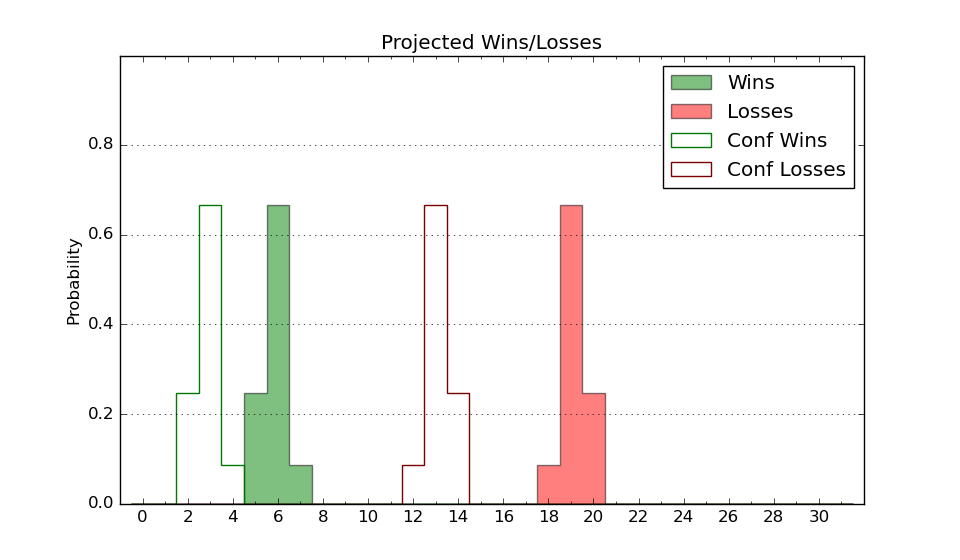 Projected Wins/Losses
Wins
Losses
Conf Wins
Conf Losses
Probability
0.8
0.6
0.4
0.2
0.0
0 2 4 6 8 10 12 14 16 18 20 22 24 26 28 30